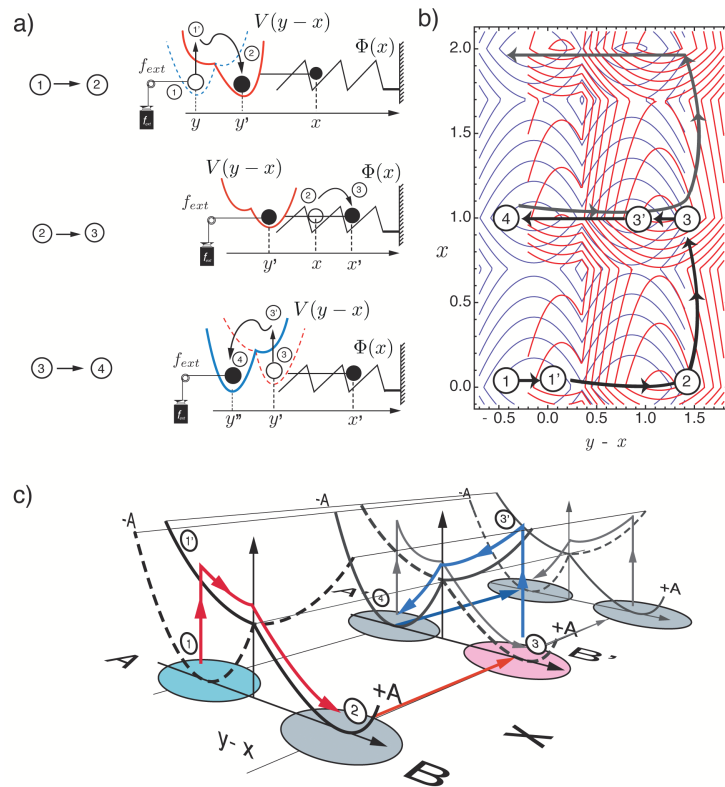 a)
1 → 2
V(y − x)
Φ(x)
f_ext
1'
2
1
f_ext
y y' x
2 → 3
V(y − x)
Φ(x)
f_ext
2 3
f_ext
y' x x'
3 → 4
V(y − x)
Φ(x)
f_ext
3'
4 3
f_ext
y" y' x'
b)
2.0
1.5
1.0
0.5
0.0
x
4 3' 3
1 1' 2
- 0.5 0.0 0.5 1.0 1.5
y - x
c)
-A
-A
-A
-A
1'
3'
1
4
3
2
A
+A
+A
+A
B'
y- x
X
B